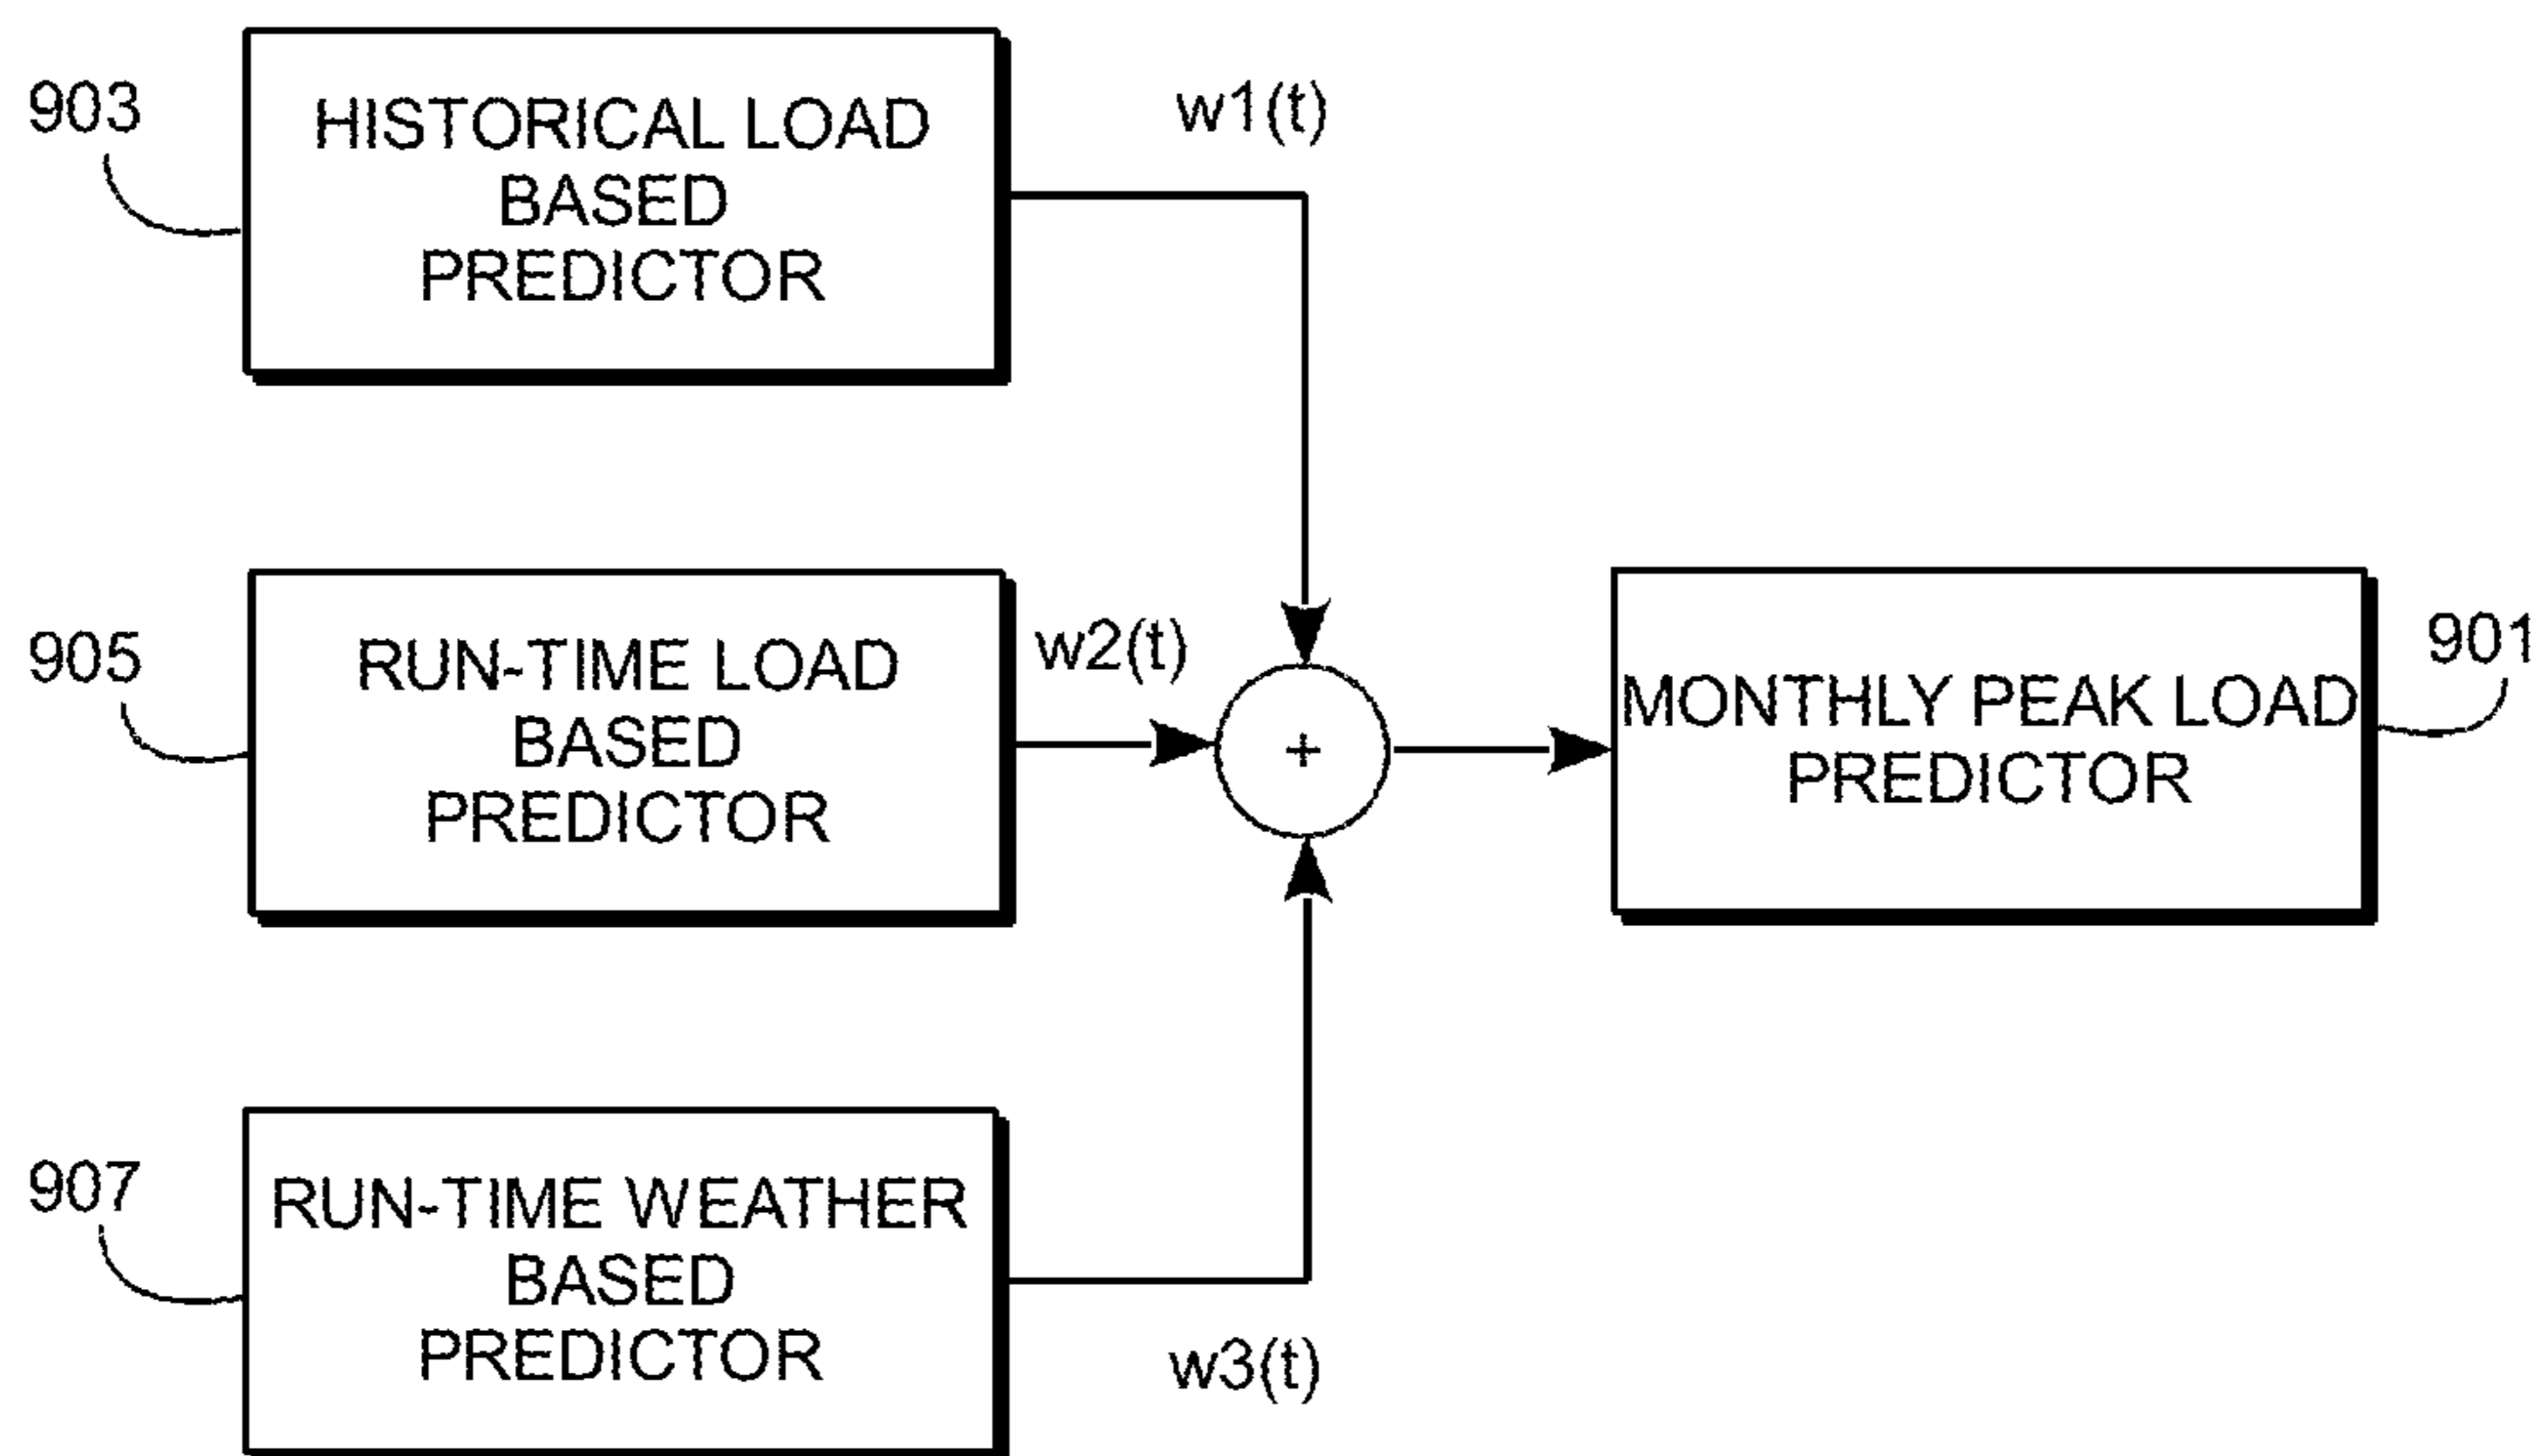 903
HISTORICAL LOAD
BASED
PREDICTOR
w1(t)
905
RUN-TIME LOAD
BASED
PREDICTOR
w2(t)
+
MONTHLY PEAK LOAD
PREDICTOR
901
907
RUN-TIME WEATHER
BASED
PREDICTOR
w3(t)